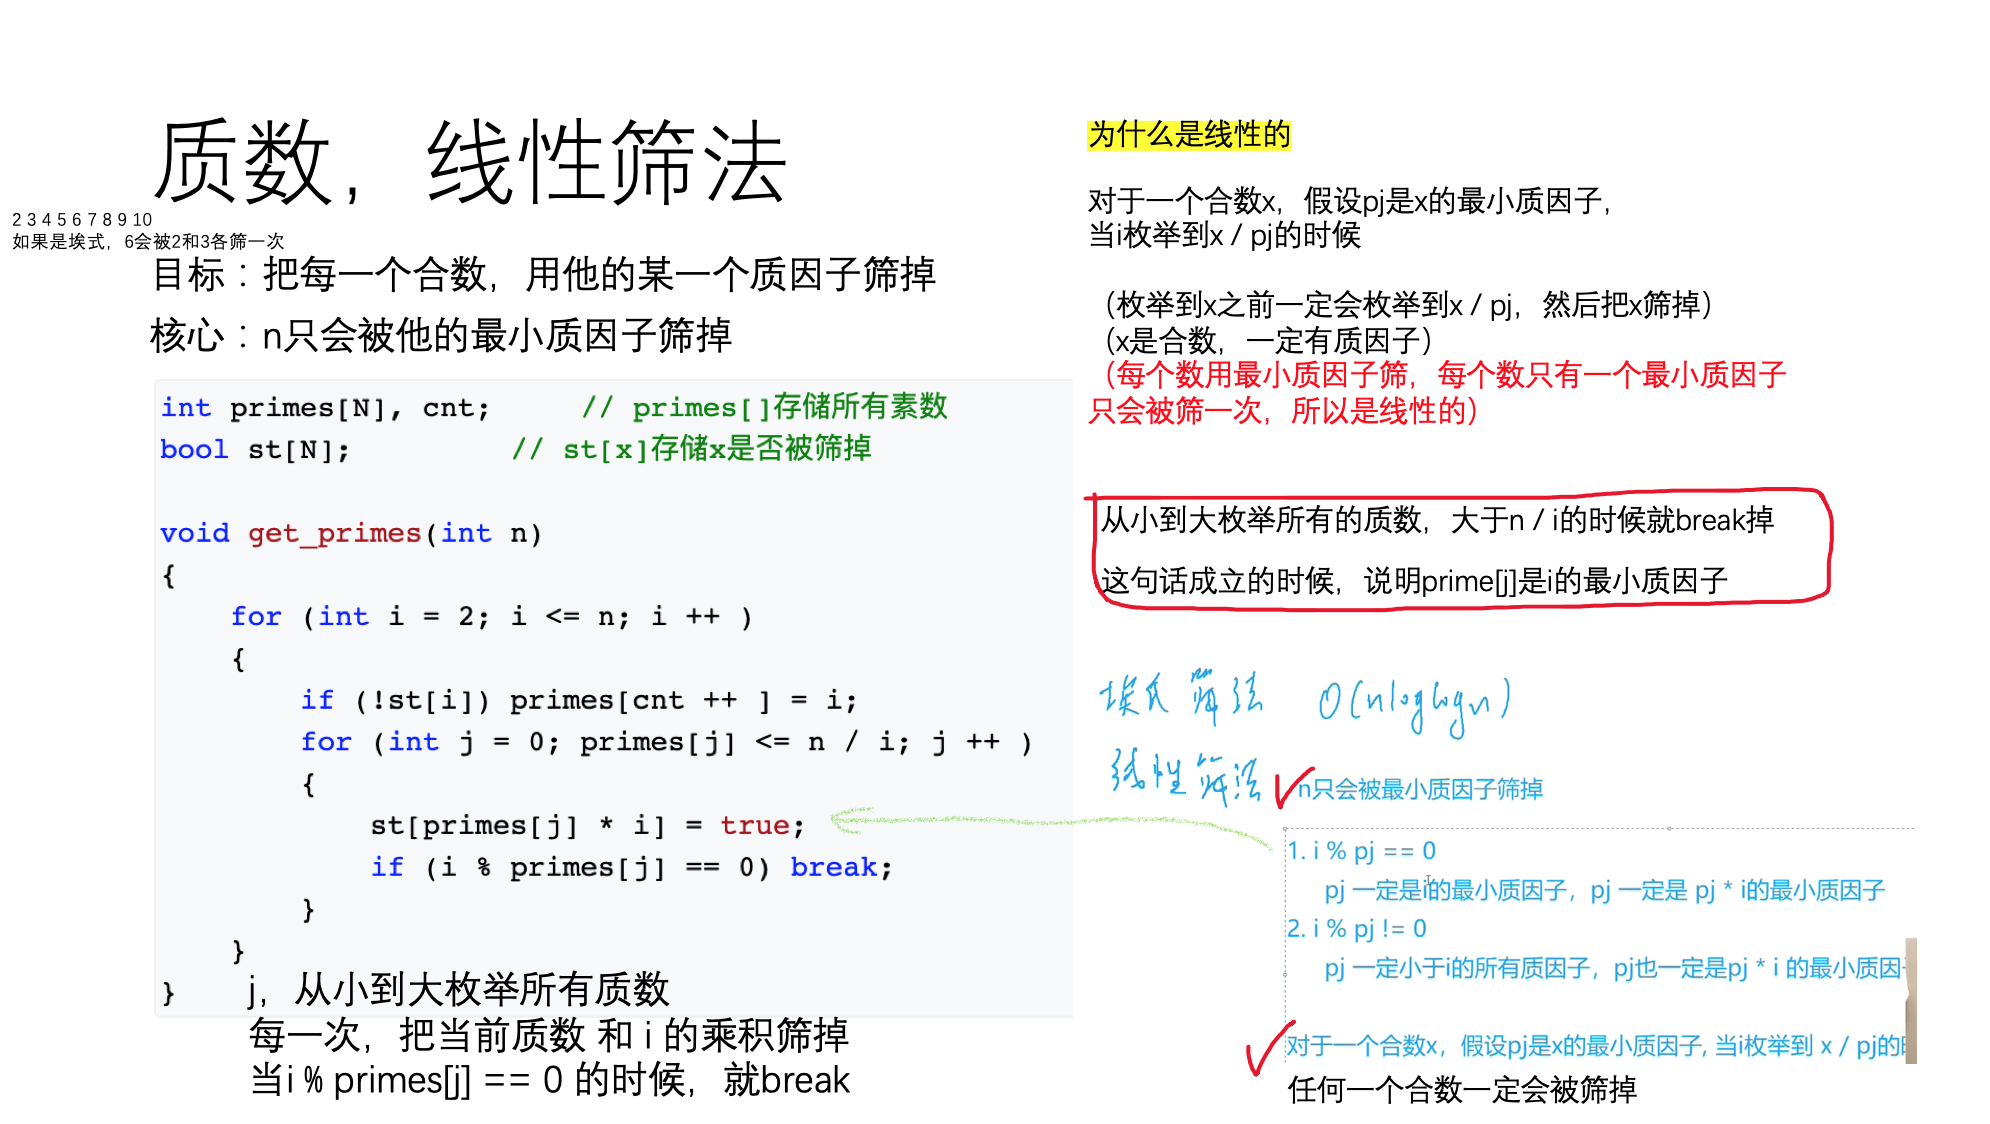 质数，线性筛法
2 3 4 5 6 7 8 9 10
如果是埃式，6会被2和3各筛一次
目标：把每一个合数，用他的某一个质因子筛掉
核心：n只会被他的最小质因子筛掉
int primes[N], cnt;     // primes[]存储所有素数
bool st[N];         // st[x]存储x是否被筛掉
void get_primes(int n)
{
    for (int i = 2; i <= n; i ++ )
    {
        if (!st[i]) primes[cnt ++ ] = i;
        for (int j = 0; primes[j] <= n / i; j ++ )
        {
            st[primes[j] * i] = true;
            if (i % primes[j] == 0) break;
        }
    }
}
j，从小到大枚举所有质数
每一次，把当前质数 和 i 的乘积筛掉
当i % primes[j] == 0 的时候，就break
为什么是线性的
对于一个合数x，假设pj是x的最小质因子，
当i枚举到x / pj的时候
（枚举到x之前一定会枚举到x / pj，然后把x筛掉）
（x是合数，一定有质因子）
（每个数用最小质因子筛，每个数只有一个最小质因子
只会被筛一次，所以是线性的）
从小到大枚举所有的质数，大于n / i的时候就break掉
这句话成立的时候，说明prime[j]是i的最小质因子
埃氏筛法 O(nloglogn)
线性筛法 n只会被最小质因子筛掉
1. i % pj == 0
pj 一定是i的最小质因子，pj 一定是 pj * i的最小质因子
2. i % pj != 0
pj 一定小于i的所有质因子，pj也一定是pj * i 的最小质因
对于一个合数x，假设pj是x的最小质因子, 当i枚举到 x / pj的
任何一个合数一定会被筛掉